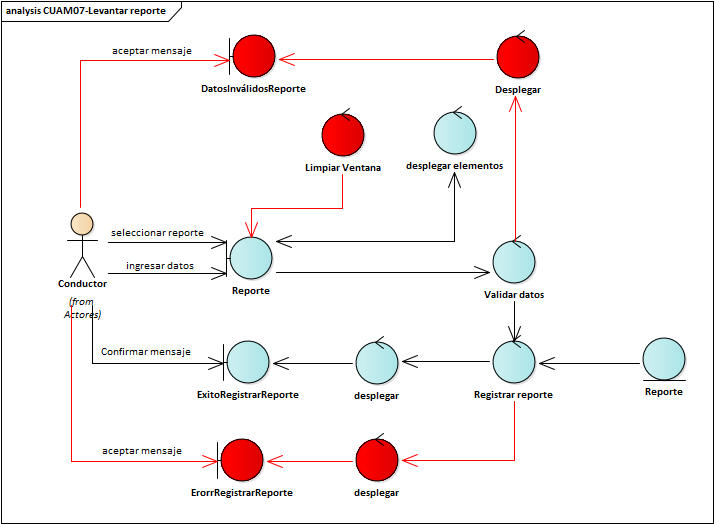 analysis CUAM07-Levantar reporte
aceptar mensaje
DatosInválidosReporte
Desplegar
Limpiar Ventana
desplegar elementos
seleccionar reporte
ingresar datos
Conductor
(from
Actores)
Reporte
Validar datos
Confirmar mensaje
ExitoRegistrarReporte
desplegar
Registrar reporte
Reporte
aceptar mensaje
ErorrRegistrarReporte
desplegar